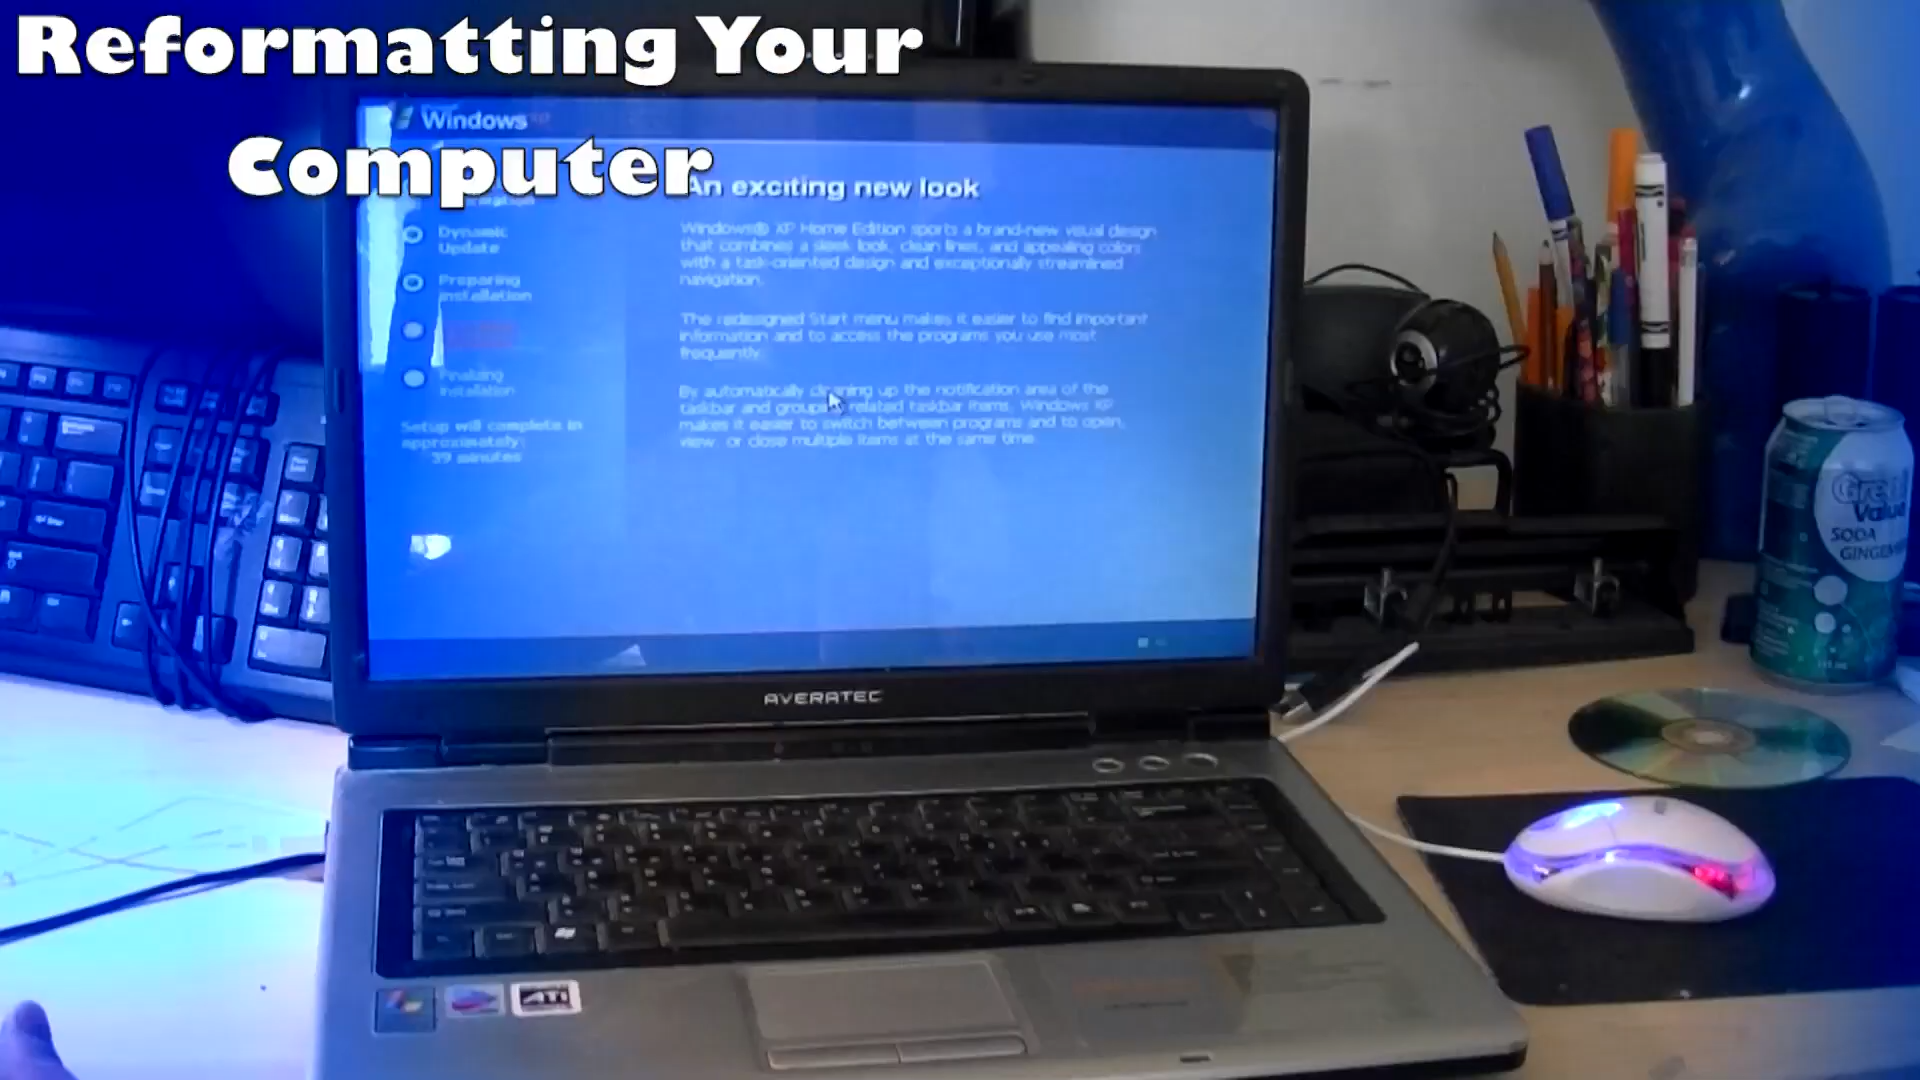 Reformatting Your
Computer
Windows
An exciting new look
Dynamic
Update
Preparing
installation
Finalizing
installation
Setup will complete in
approximately:
39 minutes
Windows® XP Home Edition sports a brand-new visual design
that combines a sleek look, clean lines, and appealing colors
with a task-oriented design and exceptionally streamlined
navigation.
The redesigned Start menu makes it easier to find important
information and to access the programs you use most
frequently.
By automatically cleaning up the notification area of the
taskbar and grouping related taskbar items, Windows XP
makes it easier to switch between programs and to open,
view, or close multiple items at the same time.
AVERATEC
ATI
Great
Value
SODA